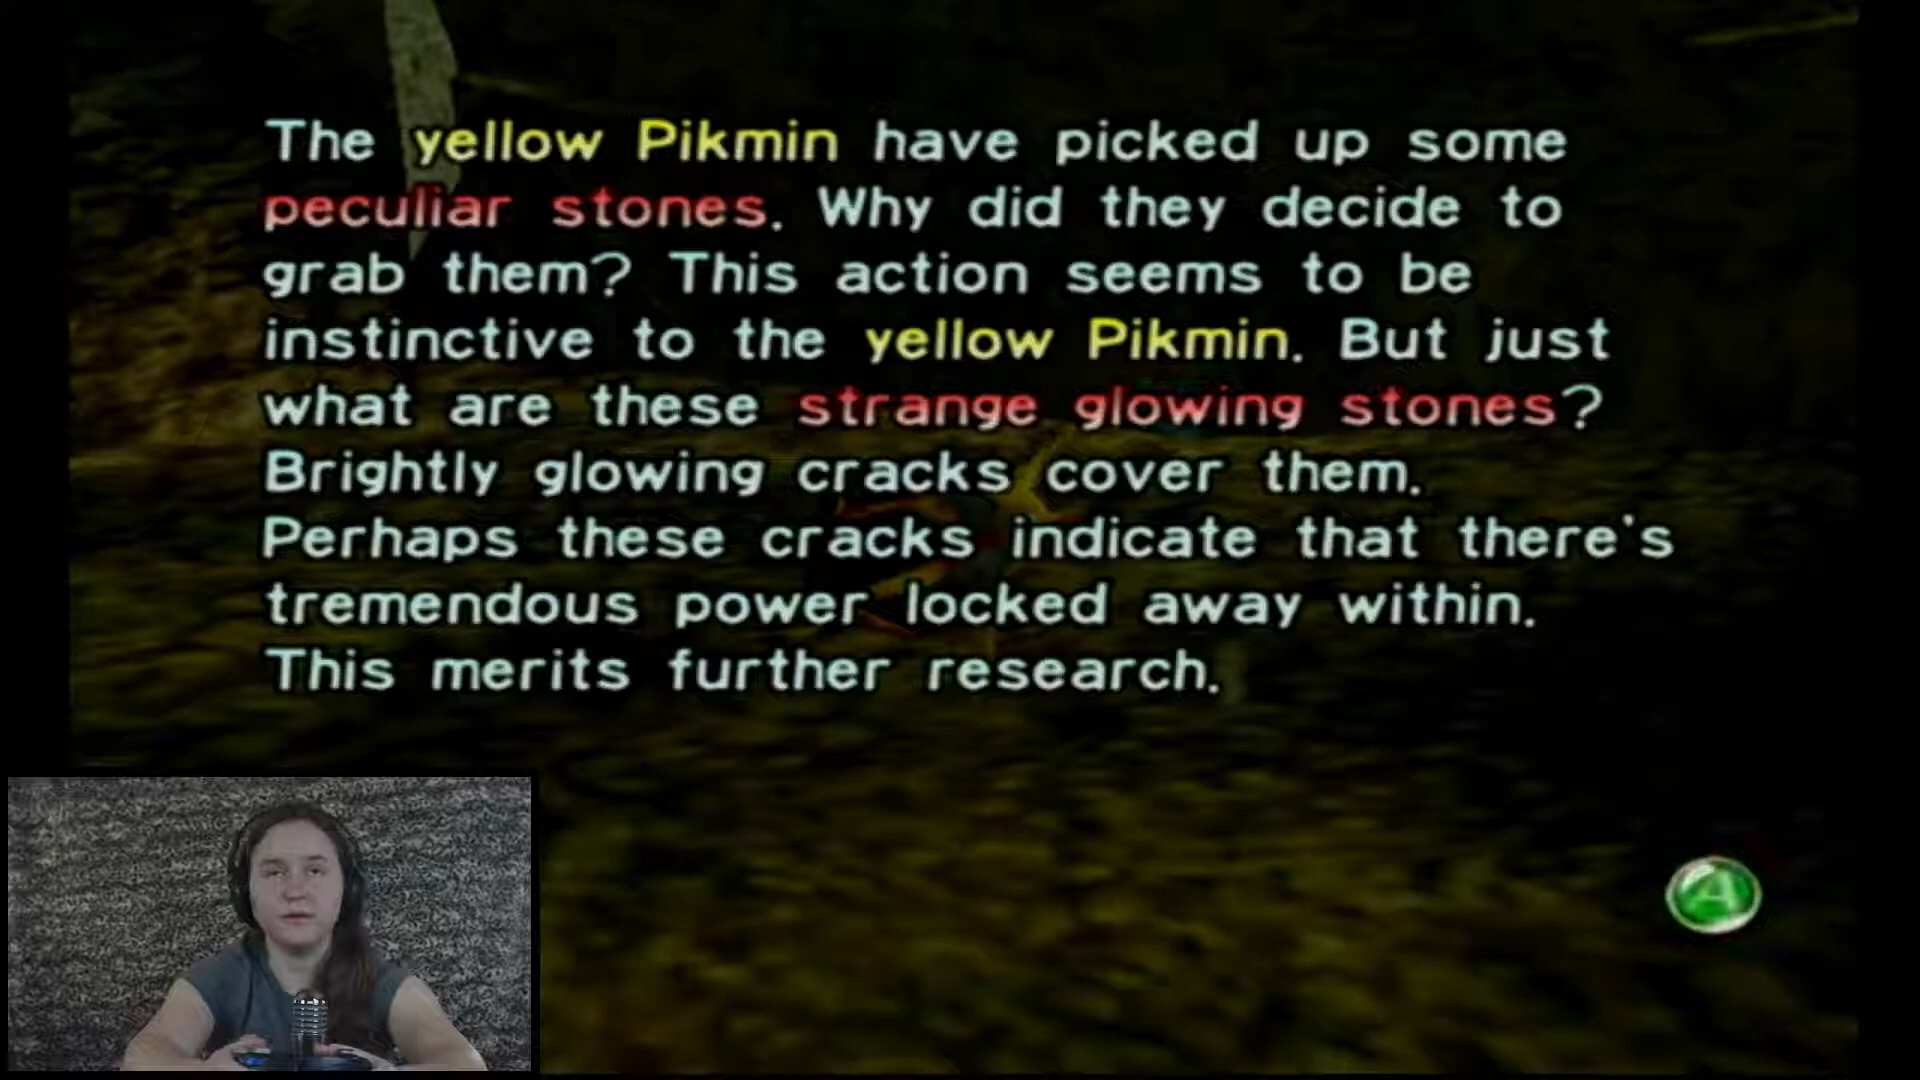 The yellow Pikmin have picked up some
peculiar stones. Why did they decide to
grab them? This action seems to be
instinctive to the yellow Pikmin. But just
what are these strange glowing stones?
Brightly glowing cracks cover them.
Perhaps these cracks indicate that there's
tremendous power locked away within.
This merits further research.
A